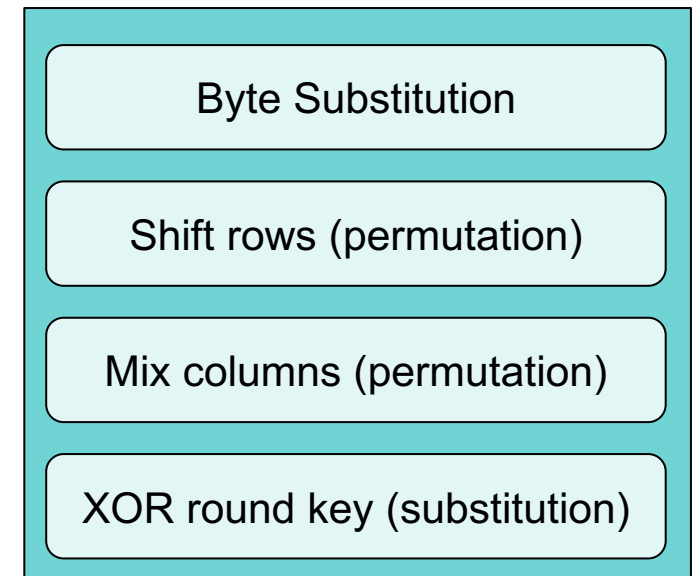 Byte Substitution
Shift rows (permutation)
Mix columns (permutation)
XOR round key (substitution)